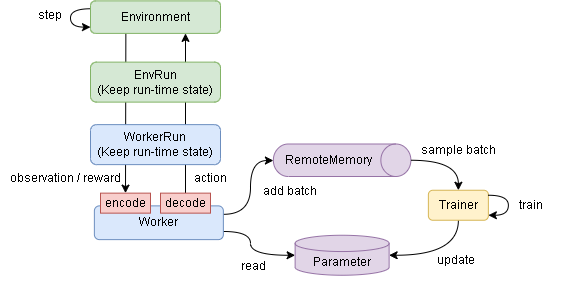 step
Environment
EnvRun
(Keep run-time state)
WorkerRun
(Keep run-time state)
observation / reward
action
encode
decode
Worker
add batch
RemoteMemory
sample batch
Trainer
train
read
Parameter
update